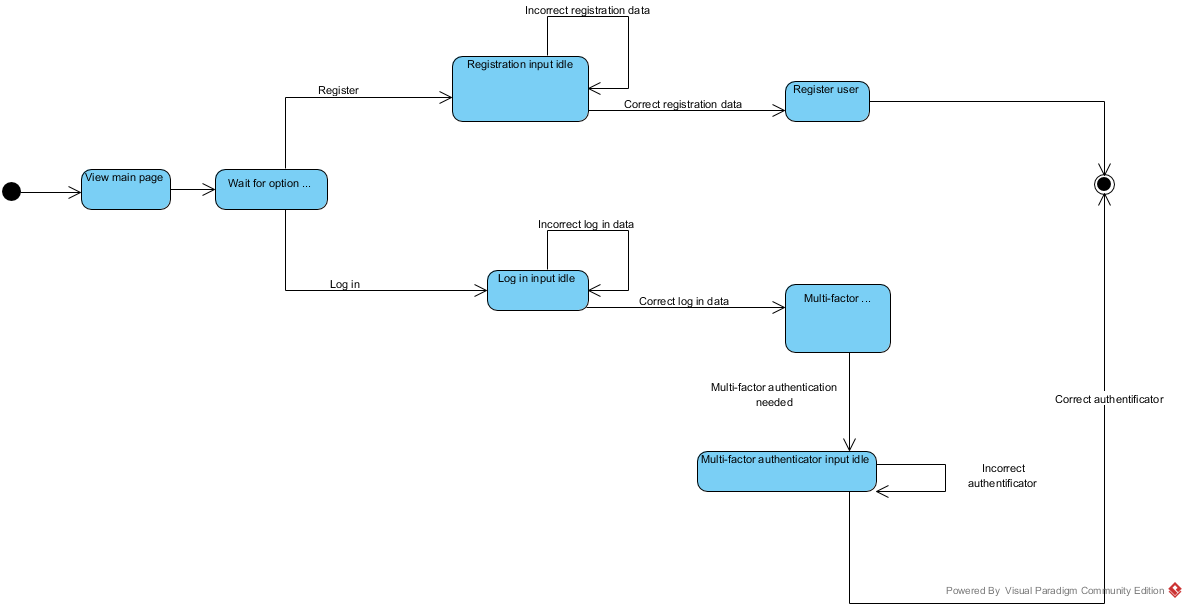 Incorrect registration data
Registration input idle
Register
Correct registration data
Register user
View main page
Wait for option ...
Incorrect log in data
Log in input idle
Log in
Correct log in data
Multi-factor ...
Multi-factor authentication
needed
Correct authentificator
Multi-factor authenticator input idle
Incorrect
authentificator
Powered By Visual Paradigm Community Edition